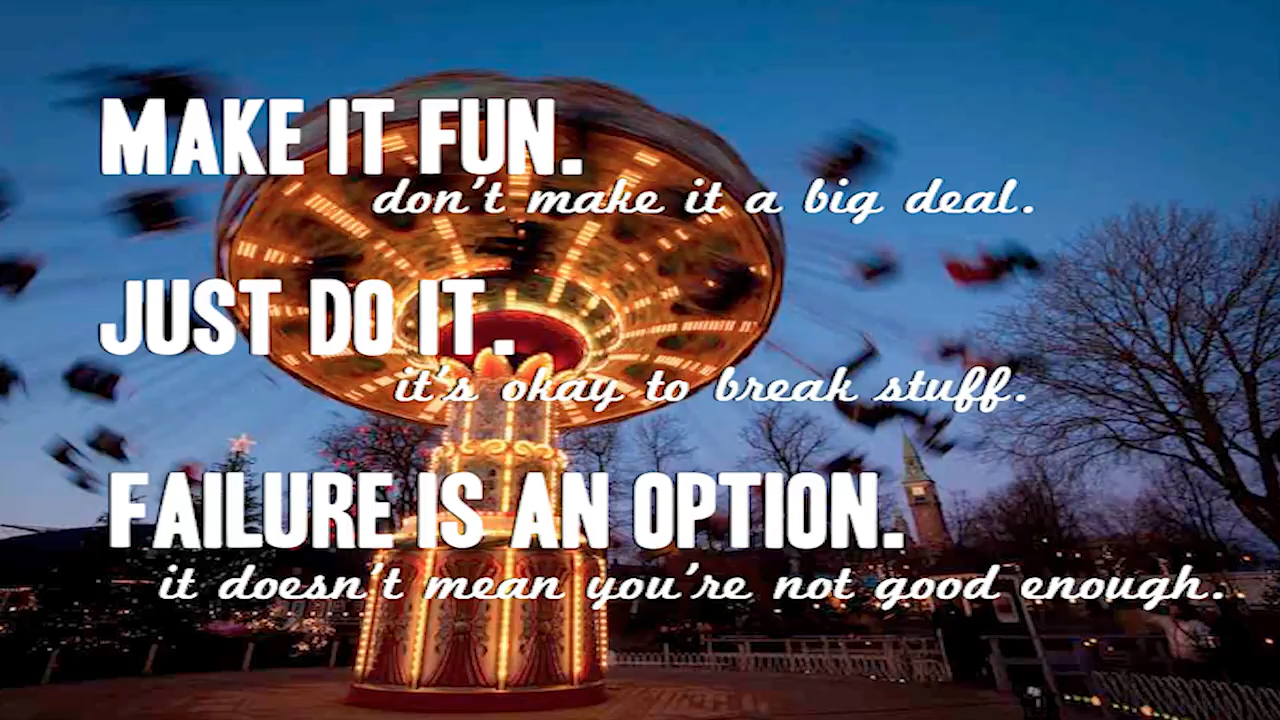 MAKE IT FUN.
don't make it a big deal.
JUST DO IT.
it's okay to break stuff.
FAILURE IS AN OPTION.
it doesn't mean you're not good enough.